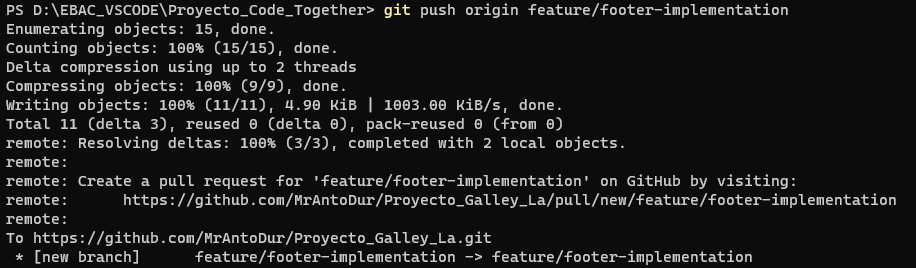 PS D:\EBAC_VSCODE\Proyecto_Code_Together> git push origin feature/footer-implementation
Enumerating objects: 15, done.
Counting objects: 100% (15/15), done.
Delta compression using up to 2 threads
Compressing objects: 100% (9/9), done.
Writing objects: 100% (11/11), 4.90 KiB | 1003.00 KiB/s, done.
Total 11 (delta 3), reused 0 (delta 0), pack-reused 0 (from 0)
remote: Resolving deltas: 100% (3/3), completed with 2 local objects.
remote:
remote: Create a pull request for 'feature/footer-implementation' on GitHub by visiting:
remote:      https://github.com/MrAntoDur/Proyecto_Galley_La/pull/new/feature/footer-implementation
remote:
To https://github.com/MrAntoDur/Proyecto_Galley_La.git
 * [new branch]      feature/footer-implementation -> feature/footer-implementation